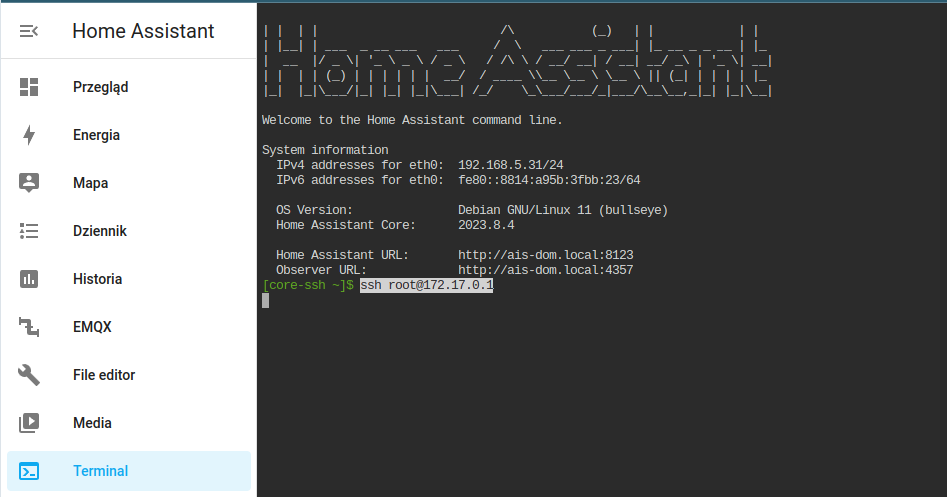 Home Assistant
Przegląd
Energia
Mapa
Dziennik
Historia
EMQX
File editor
Media
Terminal
Home Assistant
Welcome to the Home Assistant command line.
System information
IPv4 addresses for eth0: 192.168.5.31/24
IPv6 addresses for eth0: fe80::8814:a95b:3fbb:23/64
OS Version: Debian GNU/Linux 11 (bullseye)
Home Assistant Core: 2023.8.4
Home Assistant URL: http://ais-dom.local:8123
Observer URL: http://ais-dom.local:4357
[core-ssh ~]$ ssh root@172.17.0.1